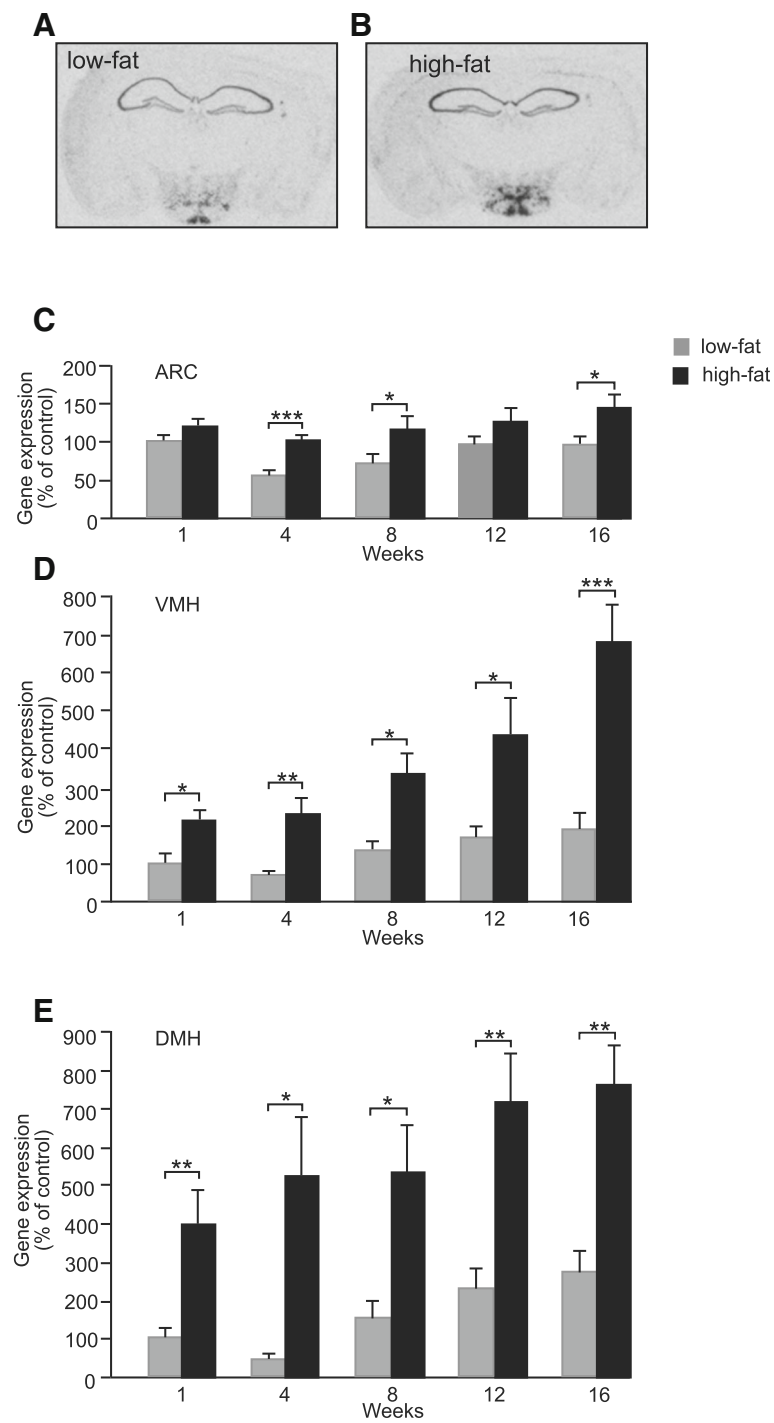 A
low-fat
B
high-fat
C
low-fat
high-fat
ARC
Gene expression
(% of control)
200
150
100
50
0
***
*
*
1 4 8 12 16
Weeks
D
VMH
Gene expression
(% of control)
800
700
600
500
400
300
200
100
0
*
**
*
*
***
1 4 8 12 16
Weeks
E
DMH
Gene expression
(% of control)
900
800
700
600
500
400
300
200
100
0
**
*
*
**
**
1 4 8 12 16
Weeks